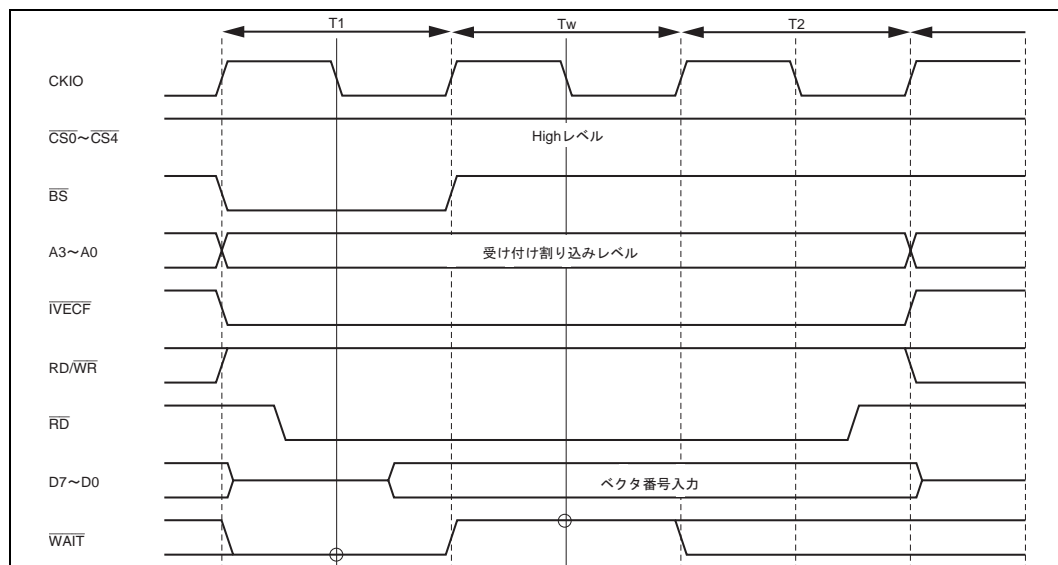 T1 Tw T2
CKIO
CS0～CS4 Highレベル
BS
A3～A0 受け付け割り込みレベル
IVECF
RD/WR
RD
D7～D0 ベクタ番号入力
WAIT